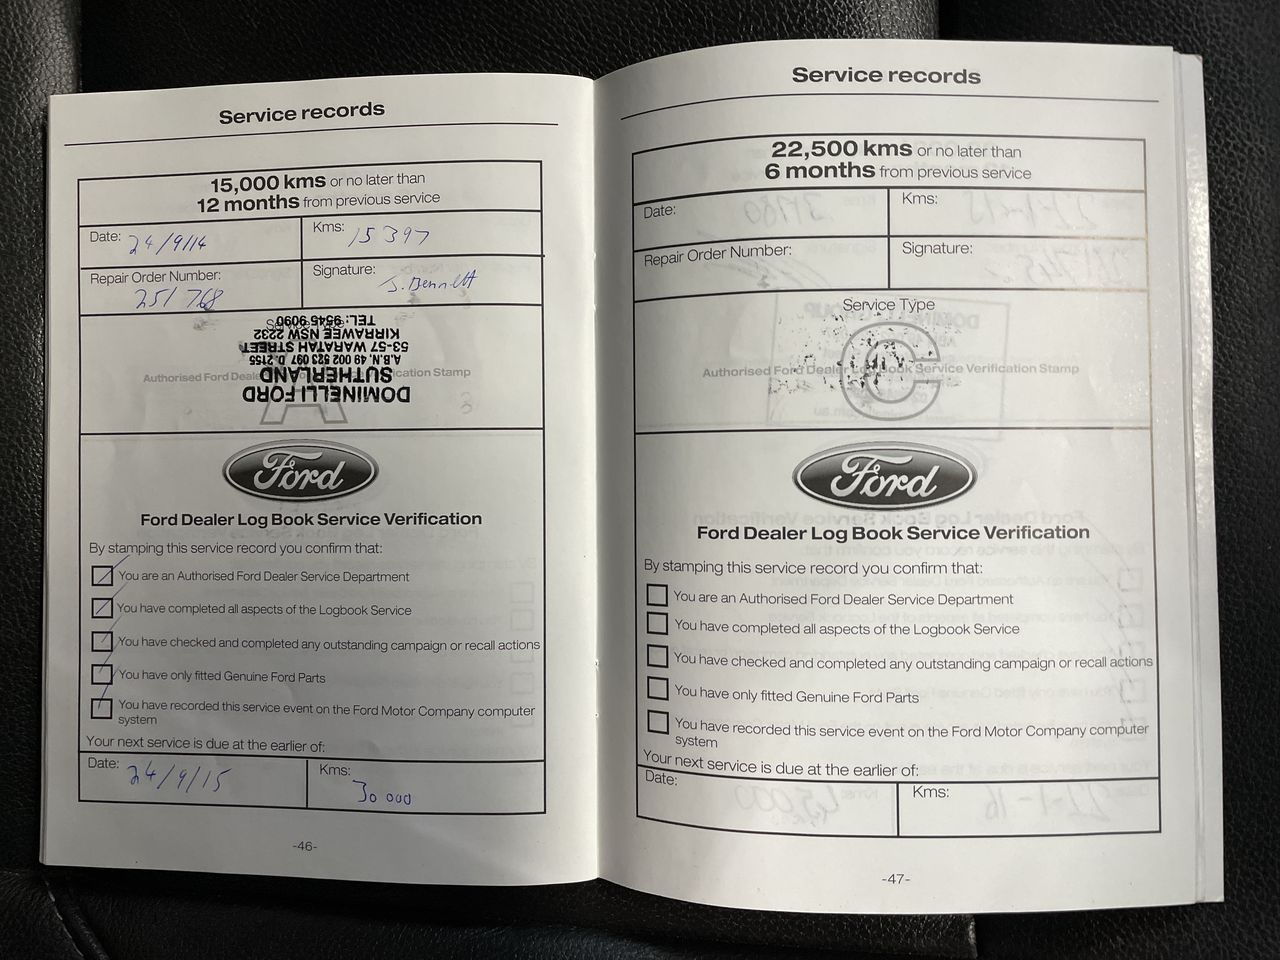 Service records
15,000 kms or no later than
12 months from previous service
Date: 24/9/14
Kms: 15 397
Repair Order Number: 251 768
Signature: J. Bennett
Service Type
A
Authorised Ford Dealer Log Book Service Verification Stamp
DOMINELLI FORD
SUTHERLAND
A.B.N. 49 002 523 097 D. 2155
53-57 WARATAH STREET
KIRRAWEE NSW 2232
TEL: 9545 9090
Ford
Ford Dealer Log Book Service Verification
By stamping this service record you confirm that:
You are an Authorised Ford Dealer Service Department
You have completed all aspects of the Logbook Service
You have checked and completed any outstanding campaign or recall actions
You have only fitted Genuine Ford Parts
You have recorded this service event on the Ford Motor Company computer
system
Your next service is due at the earlier of:
Date: 24/9/15
Kms: 30 000
-46-
Service records
22,500 kms or no later than
6 months from previous service
Date:
Kms:
Repair Order Number:
Signature:
Service Type
C
Authorised Ford Dealer Log Book Service Verification Stamp
Ford
Ford Dealer Log Book Service Verification
By stamping this service record you confirm that:
You are an Authorised Ford Dealer Service Department
You have completed all aspects of the Logbook Service
You have checked and completed any outstanding campaign or recall actions
You have only fitted Genuine Ford Parts
You have recorded this service event on the Ford Motor Company computer
system
Your next service is due at the earlier of:
Date:
Kms:
-47-